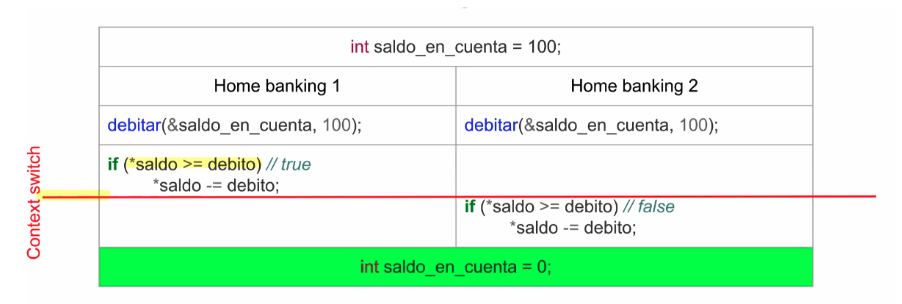 int saldo_en_cuenta = 100;
Home banking 1
Home banking 2
debitar(&saldo_en_cuenta, 100);
debitar(&saldo_en_cuenta, 100);
if (*saldo >= debito) // true
*saldo -= debito;
Context switch
if (*saldo >= debito) // false
*saldo -= debito;
int saldo_en_cuenta = 0;